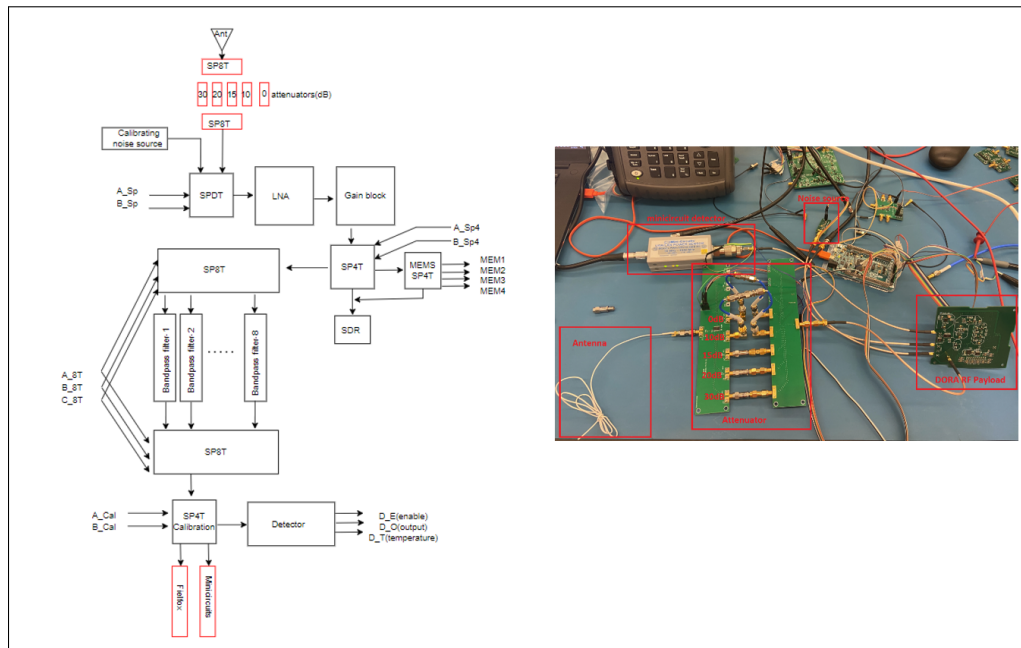 Ant.
SP8T
30 20 15 10 0 attenuators(dB)
SP8T
Calibrating
noise source
A_Sp
B_Sp
SPDT
LNA
Gain block
A_Sp4
B_Sp4
SP4T
MEMS
SP4T
MEM1
MEM2
MEM3
MEM4
SDR
SP8T
Bandpass filter-1
Bandpass filter-2
.....
Bandpass filter-8
A_8T
B_8T
C_8T
SP8T
A_Cal
B_Cal
SP4T
Calibration
Detector
D_E(enable)
D_O(output)
D_T(temperature)
Fielfox
Minicircuits
Noise source
Antenna
15dB
30dB
Attenuator
DORA RF Payload